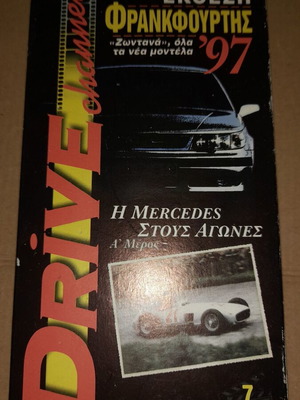 ΕΚΘΕΣΗ
ΦΡΑΝΚΦΟΥΡΤΗΣ
«Ζωντανά», όλα
τα νέα μοντέλα
'97
DRIVE
channel
Η MERCEDES
ΣΤΟΥΣ ΑΓΩΝΕΣ
Α΄ Μέρος
7